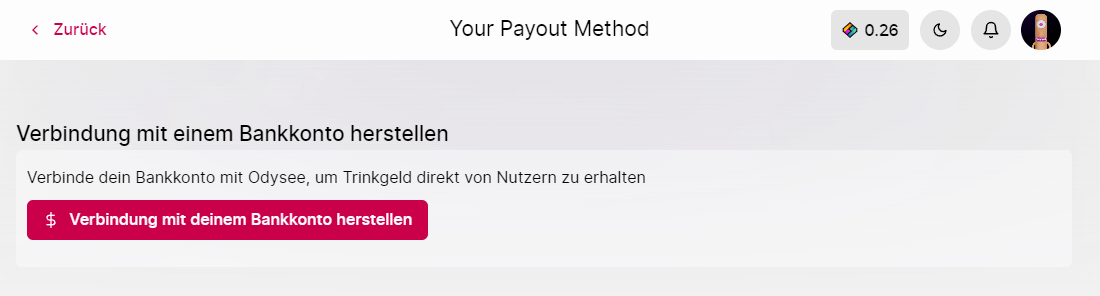 Zurück
Your Payout Method
0.26
Verbindung mit einem Bankkonto herstellen
Verbinde dein Bankkonto mit Odysee, um Trinkgeld direkt von Nutzern zu erhalten
$ Verbindung mit deinem Bankkonto herstellen